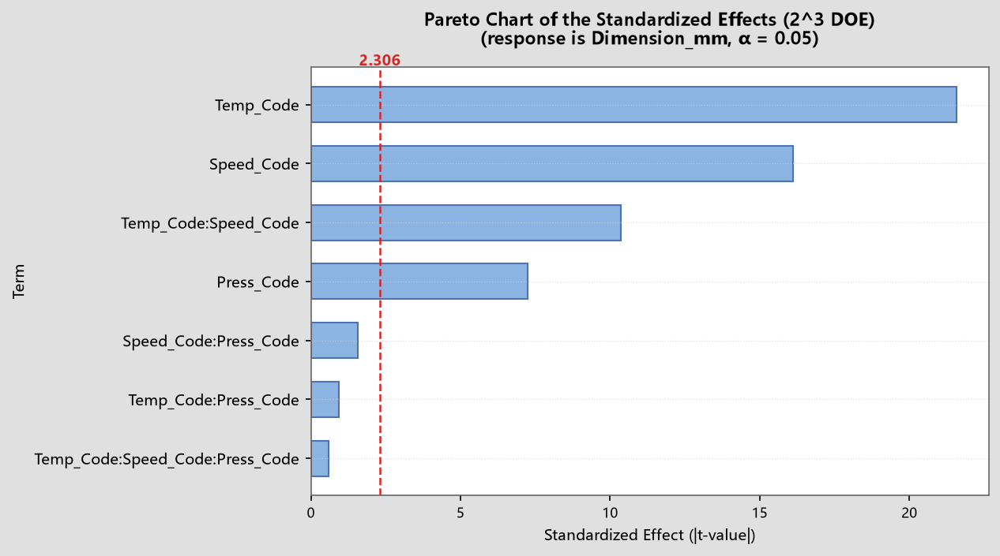 Pareto Chart of the Standardized Effects (2^3 DOE)
(response is Dimension_mm, α = 0.05)
2.306
Term
Temp_Code
Speed_Code
Temp_Code:Speed_Code
Press_Code
Speed_Code:Press_Code
Temp_Code:Press_Code
Temp_Code:Speed_Code:Press_Code
0 5 10 15 20
Standardized Effect (|t-value|)